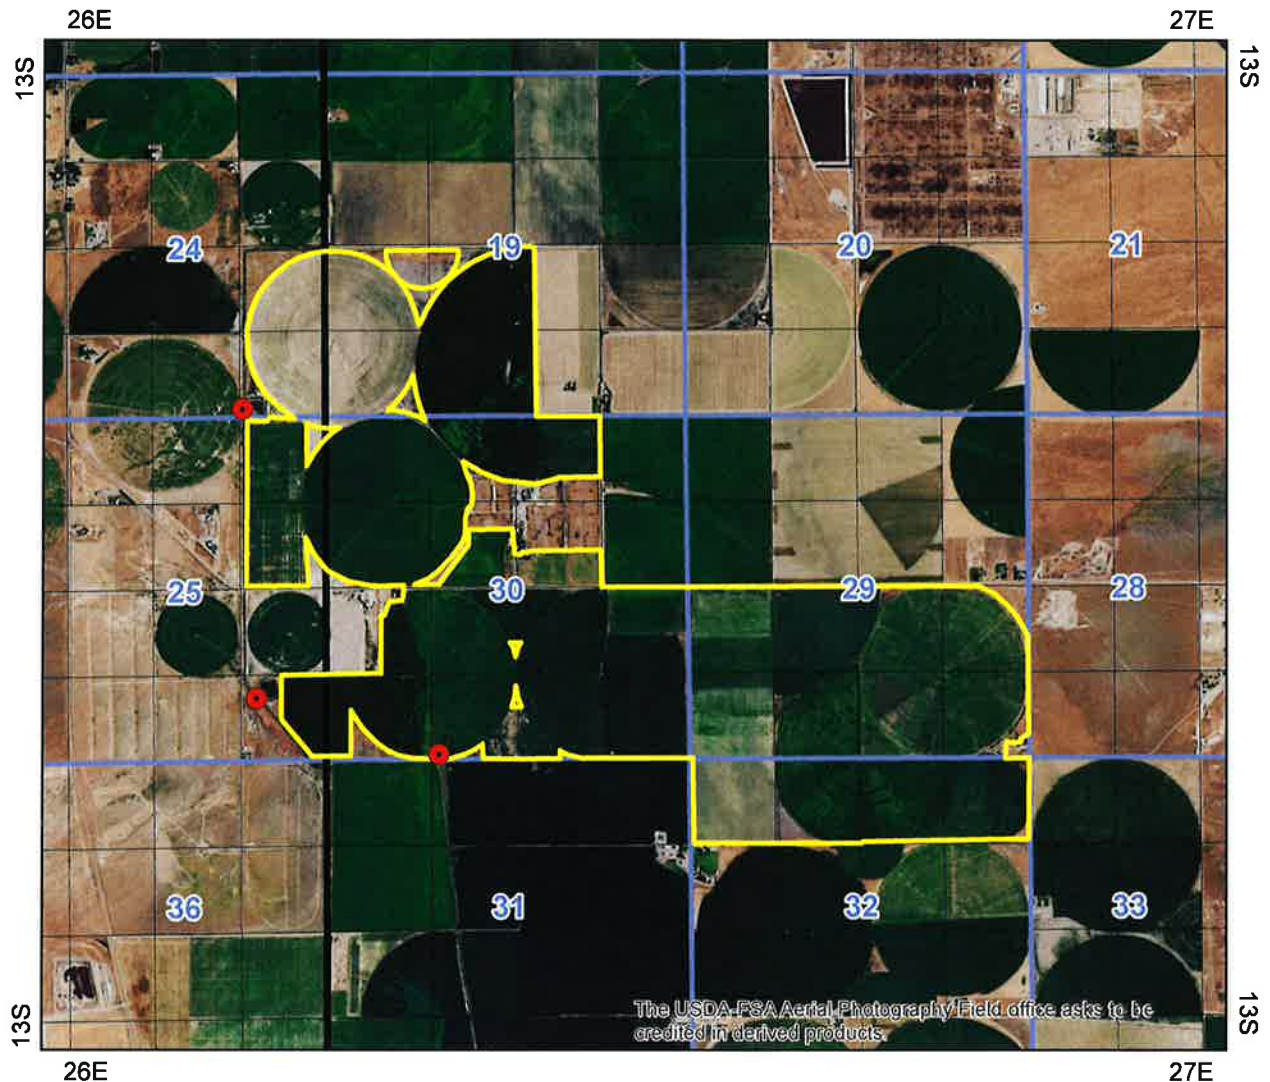 26E
27E
13S
13S
24
19
20
21
25
30
29
28
36
31
32
33
The USDA-FSA Aerial Photography Field office asks to be
credited in derived products.
13S
13S
26E
27E